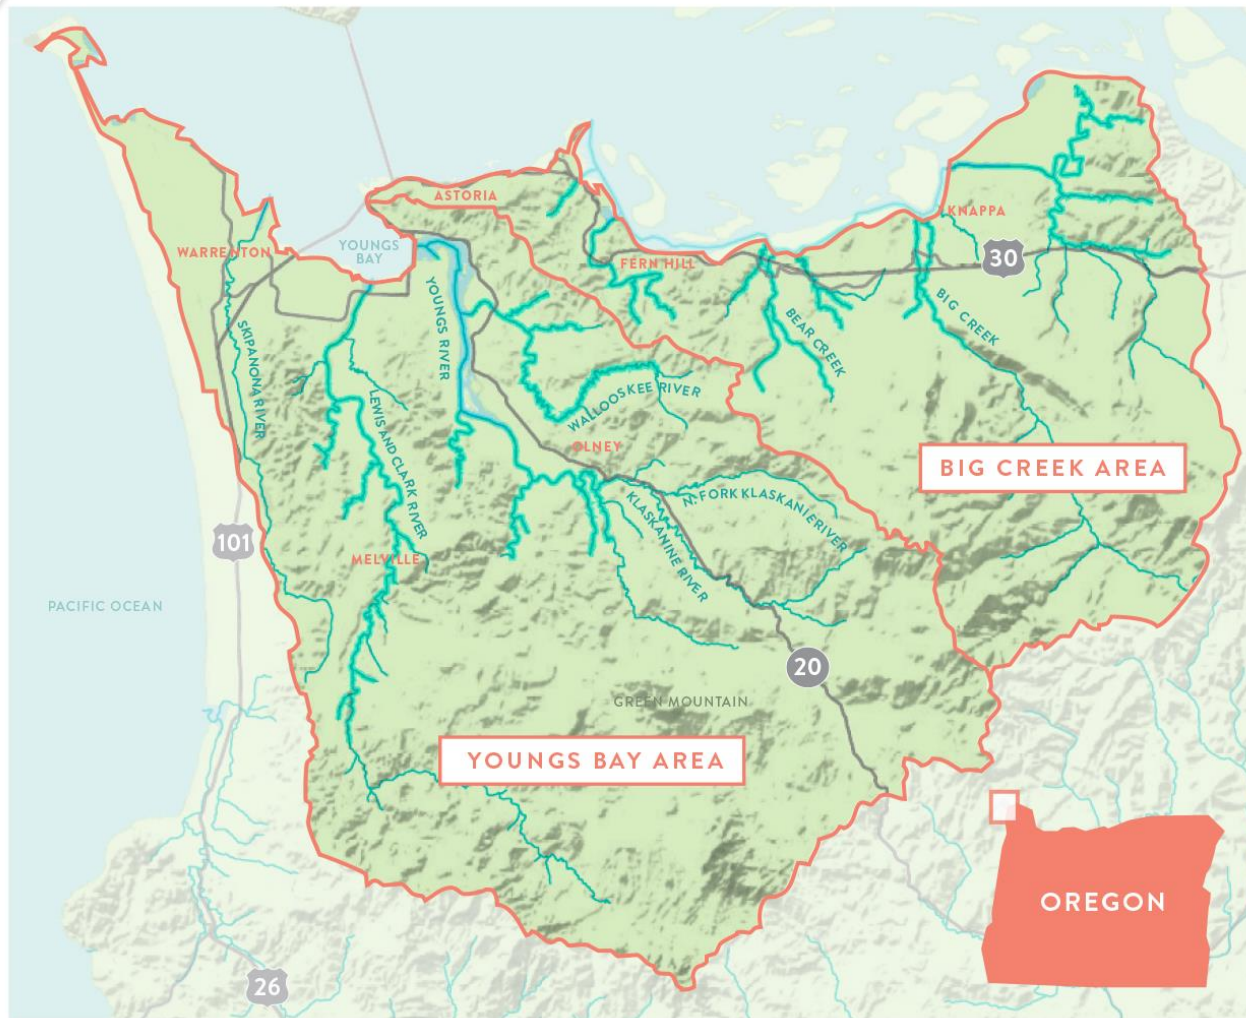 ASTORIA
KNAPPA
YOUNGS
BAY
WARRENTON
FERN HILL
30
YOUNGS RIVER
BIG CREEK
BEAR CREEK
SKIPANONA RIVER
LEWIS AND CLARK RIVER
WALLOOSKEE RIVER
OLNEY
BIG CREEK AREA
N. FORK KLASKANIE RIVER
KLASKANINE RIVER
101
MELVILLE
PACIFIC OCEAN
20
GREEN MOUNTAIN
YOUNGS BAY AREA
OREGON
26